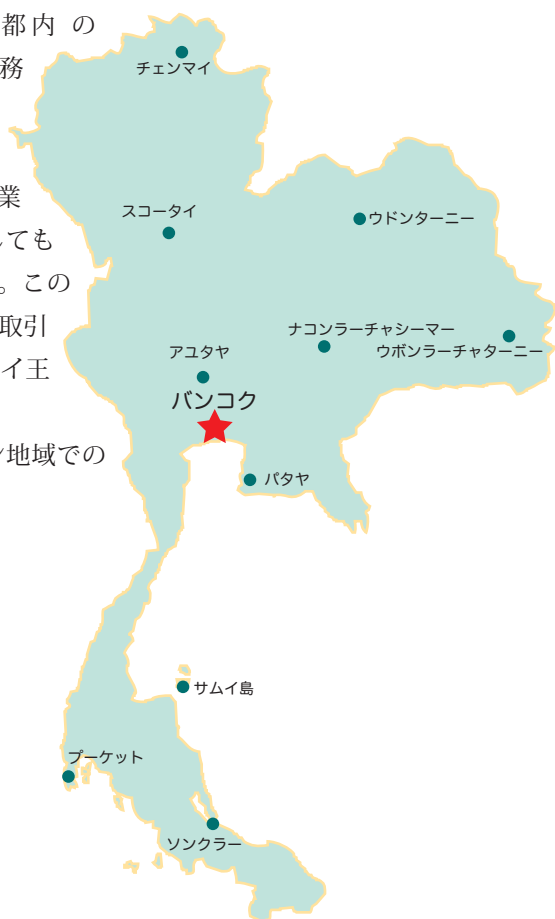 都内 の
務
業
ても
。この
取引
イ王
地域での
チェンマイ
スコータイ
ウドンターニー
ナコンラーチャシーマー
ウボンラーチャターニー
アユタヤ
バンコク
パタヤ
サムイ島
プーケット
ソンクラー